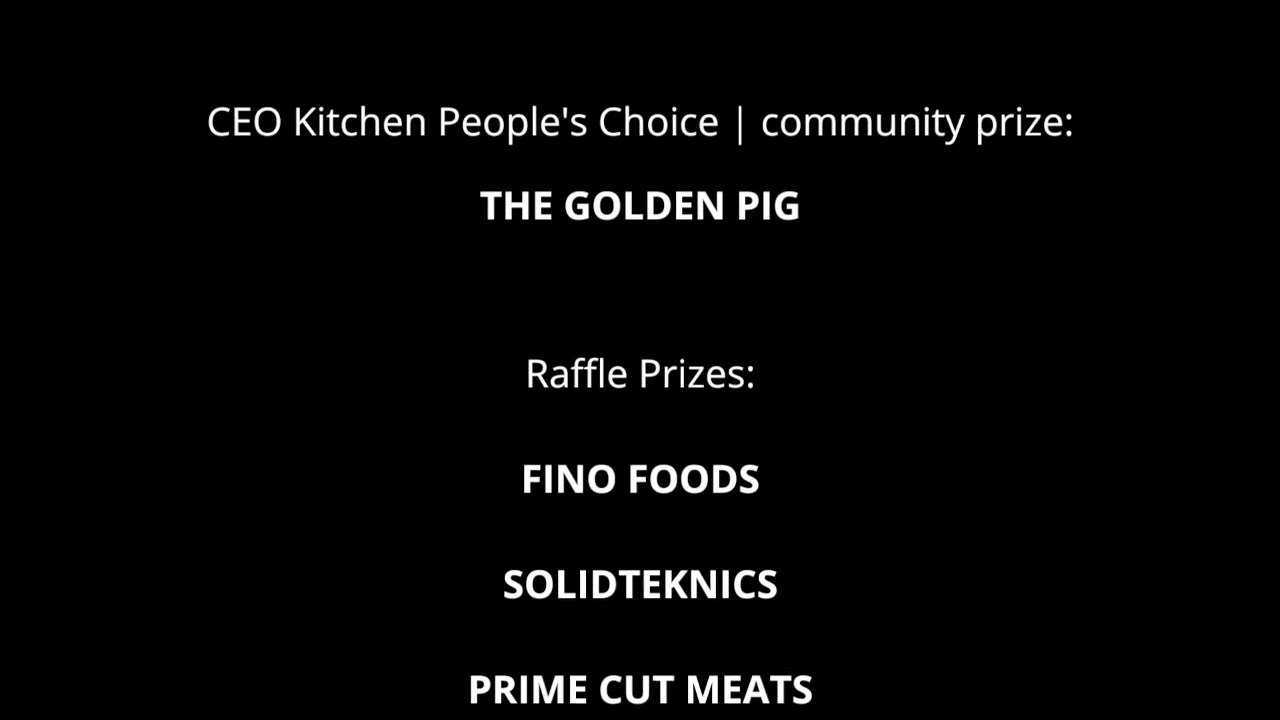 CEO Kitchen People's Choice | community prize:
THE GOLDEN PIG
Raffle Prizes:
FINO FOODS
SOLIDTEKNICS
PRIME CUT MEATS